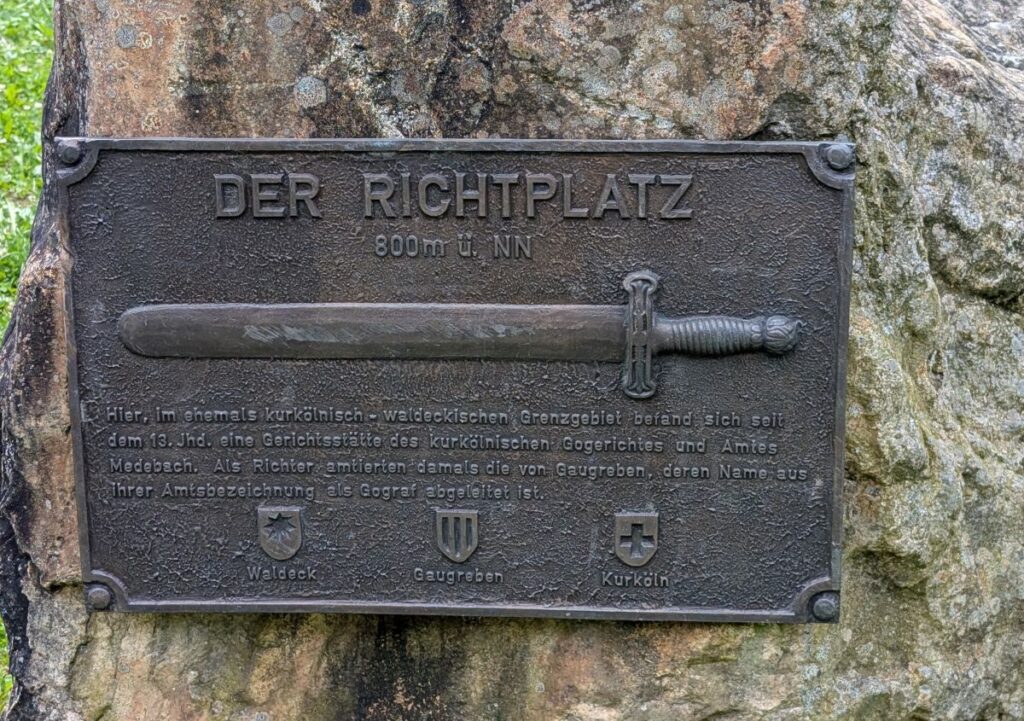 DER RICHTPLATZ
800m ü. NN
Hier, im ehemals kurkölnisch - waldeckischen Grenzgebiet befand sich seit
dem 13. Jhd. eine Gerichtsstätte des kurkölnischen Gogerichtes und Amtes
Medebach. Als Richter amtierten damals die von Gaugreben, deren Name aus
ihrer Amtsbezeichnung als Gograf abgeleitet ist.
Waldeck Gaugreben Kurköln